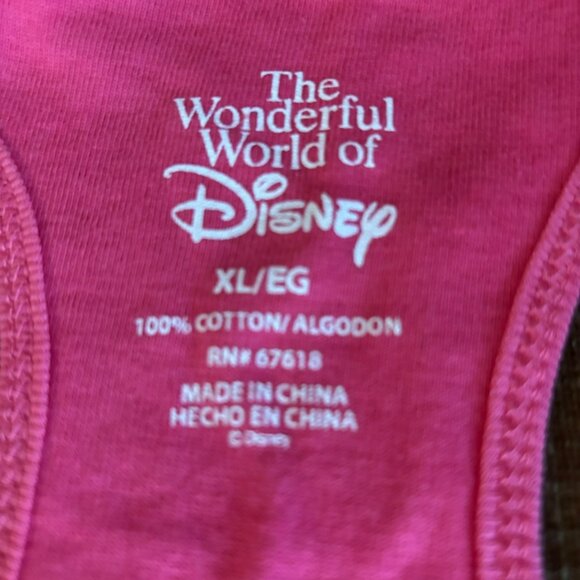 The
Wonderful
World of
Disney
XL/EG
100% COTTON/ALGODON
RN# 67618
MADE IN CHINA
HECHO EN CHINA
© Disney